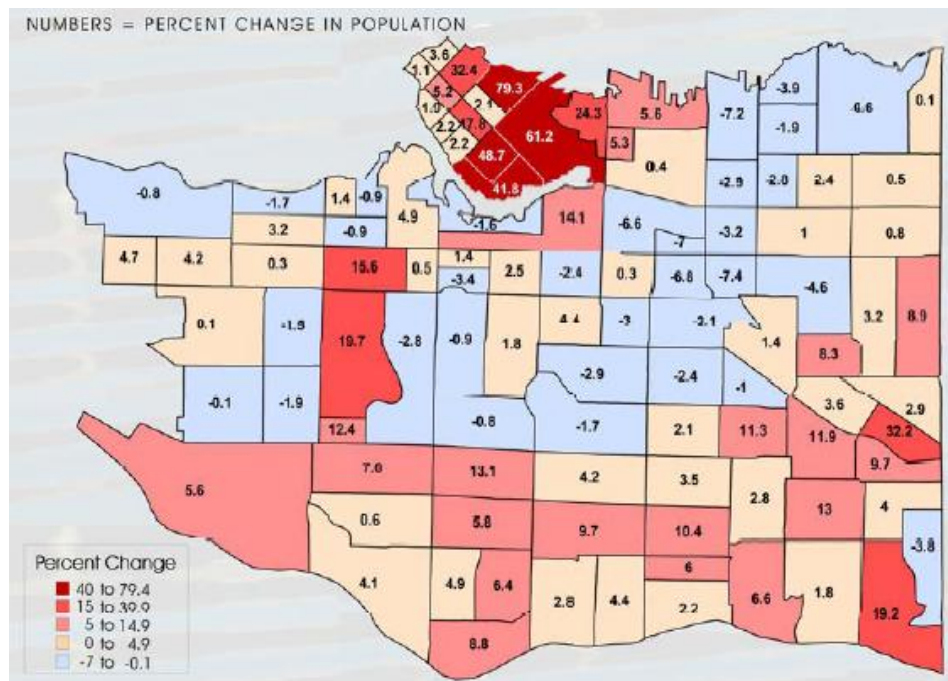 NUMBERS = PERCENT CHANGE IN POPULATION
3.6
1.1 32.4
5.2 79.3
2.1
17.8
2.2
2.2
61.2
48.7
41.8
24.3 5.6
5.3
0.4
-7.2 -3.9
-1.9
0.1
-2.9 -2.0 2.4 0.5
-0.8 -1.7 1.4 -0.9
4.9
-1.6 14.1 -6.6
-7 -3.2 1 0.8
3.2 -0.9
4.7 4.2 0.3 15.6 0.5 1.4
-3.4 2.5 -2.4 0.3 -6.8 -7.4 -4.6
0.1 19.7 -2.8 -0.9 1.8 4.4 -3 -2.1 1.4 3.2 8.9
8.3
-0.1 -1.9 -2.9 -2.4 -1
3.6 2.9
12.4 -0.8 -1.7 2.1 11.3 11.9 32.2
9.7
5.6 7.0 13.1 4.2 3.5 2.8 13 4
0.6 5.8 9.7 10.4
-3.8
4.1 4.9 6.4 2.8 4.4 6
2.2 6.6 1.8 19.2
8.8
Percent Change
40 to 79.4
15 to 39.9
5 to 14.9
0 to 4.9
-7 to -0.1